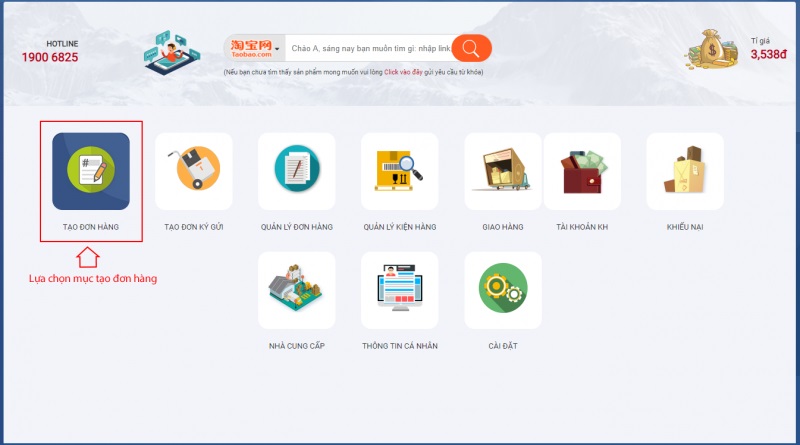 HOTLINE
1900 6825
淘宝网
Taobao.com
Chào A, sáng nay bạn muốn tìm gì: nhập link,
(Nếu bạn chưa tìm thấy sản phẩm mong muốn vui lòng Click vào đây gửi yêu cầu từ khóa)
Tỉ giá
3,538đ
TẠO ĐƠN HÀNG
TẠO ĐƠN KÝ GỬI
QUẢN LÝ ĐƠN HÀNG
QUẢN LÝ KIỆN HÀNG
GIAO HÀNG
TÀI KHOẢN KH
KHIẾU NẠI
Lựa chọn mục tạo đơn hàng
NHÀ CUNG CẤP
THÔNG TIN CÁ NHÂN
CÀI ĐẶT